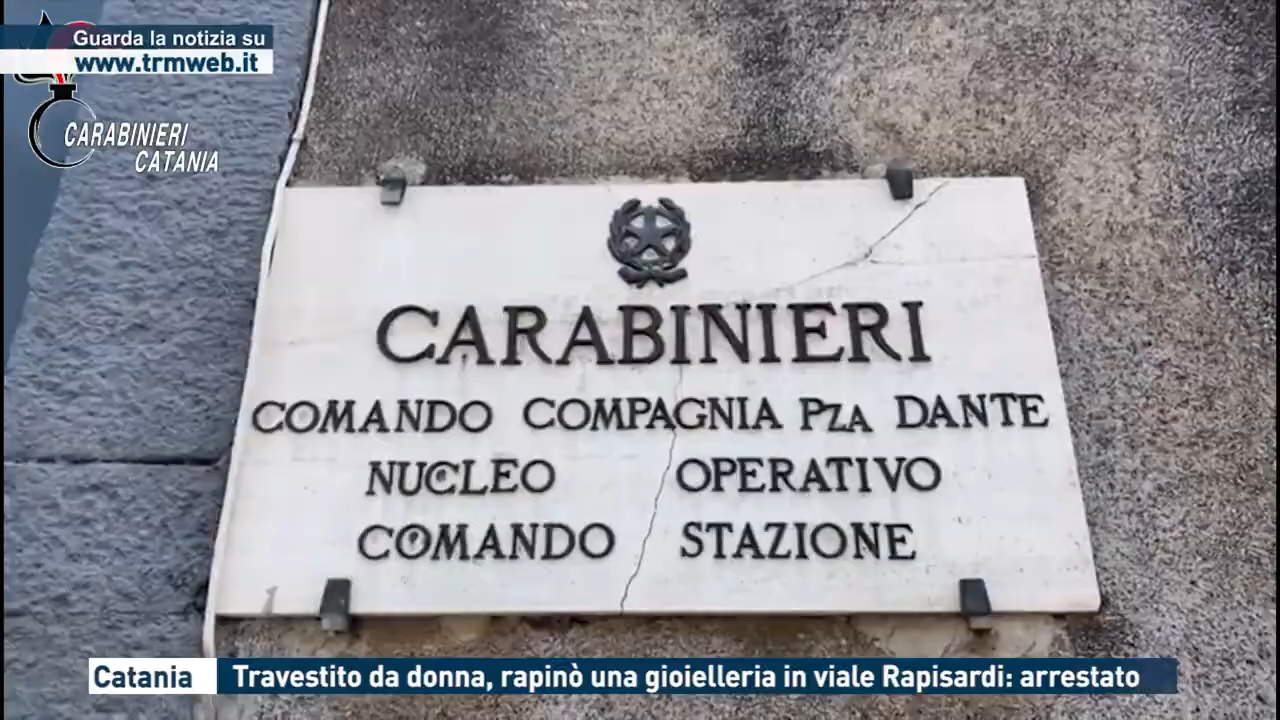 Guarda la notizia su
www.trmweb.it
CARABINIERI
CATANIA
CARABINIERI
COMANDO COMPAGNIA PZA DANTE
NUCLEO OPERATIVO
COMANDO STAZIONE
Catania Travestito da donna, rapinò una gioielleria in viale Rapisardi: arrestato